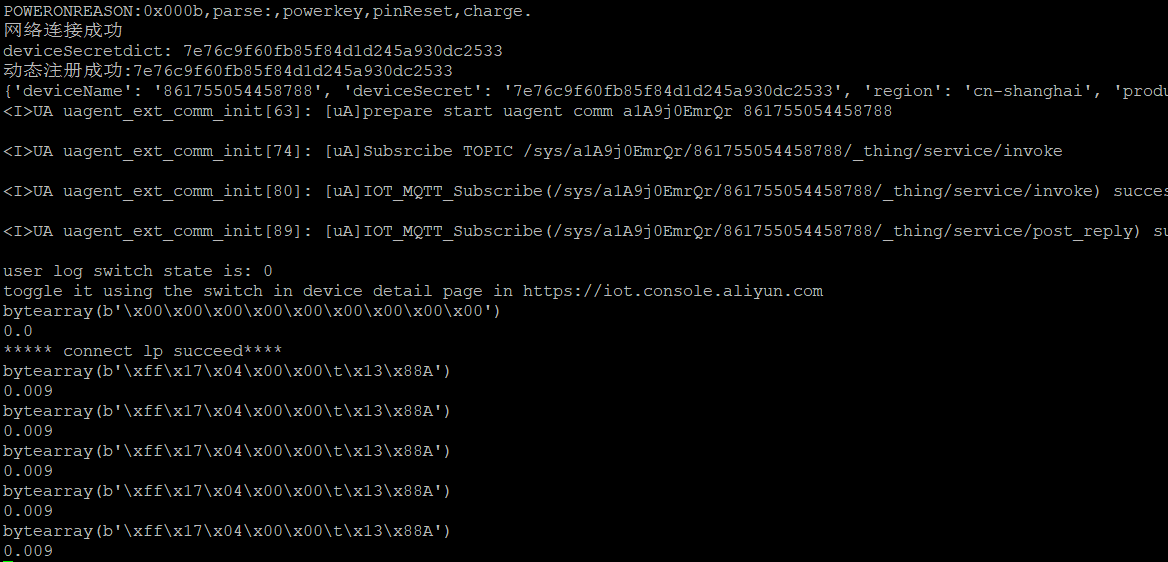 POWERONREASON:0x000b,parse:,powerkey,pinReset,charge.
网络连接成功
deviceSecretdict: 7e76c9f60fb85f84d1d245a930dc2533
动态注册成功:7e76c9f60fb85f84d1d245a930dc2533
{'deviceName': '861755054458788', 'deviceSecret': '7e76c9f60fb85f84d1d245a930dc2533', 'region': 'cn-shanghai', 'produ
<I>UA uagent_ext_comm_init[63]: [uA]prepare start uagent comm a1A9j0EmrQr 861755054458788
<I>UA uagent_ext_comm_init[74]: [uA]Subsrcibe TOPIC /sys/a1A9j0EmrQr/861755054458788/_thing/service/invoke
<I>UA uagent_ext_comm_init[80]: [uA]IOT_MQTT_Subscribe(/sys/a1A9j0EmrQr/861755054458788/_thing/service/invoke) succes
<I>UA uagent_ext_comm_init[89]: [uA]IOT_MQTT_Subscribe(/sys/a1A9j0EmrQr/861755054458788/_thing/service/post_reply) su
user log switch state is: 0
toggle it using the switch in device detail page in https://iot.console.aliyun.com
bytearray(b'\x00\x00\x00\x00\x00\x00\x00\x00\x00')
0.0
***** connect lp succeed****
bytearray(b'\xff\x17\x04\x00\x00\t\x13\x88A')
0.009
bytearray(b'\xff\x17\x04\x00\x00\t\x13\x88A')
0.009
bytearray(b'\xff\x17\x04\x00\x00\t\x13\x88A')
0.009
bytearray(b'\xff\x17\x04\x00\x00\t\x13\x88A')
0.009
bytearray(b'\xff\x17\x04\x00\x00\t\x13\x88A')
0.009